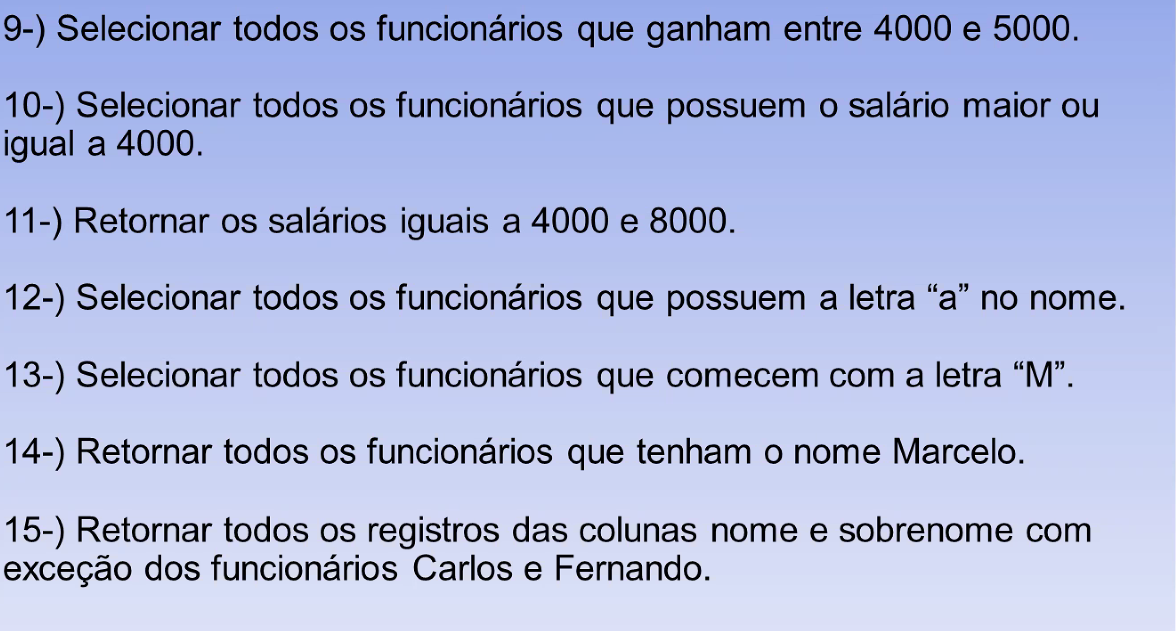 9-) Selecionar todos os funcionários que ganham entre 4000 e 5000.
10-) Selecionar todos os funcionários que possuem o salário maior ou
igual a 4000.
11-) Retornar os salários iguais a 4000 e 8000.
12-) Selecionar todos os funcionários que possuem a letra “a” no nome.
13-) Selecionar todos os funcionários que comecem com a letra “M”.
14-) Retornar todos os funcionários que tenham o nome Marcelo.
15-) Retornar todos os registros das colunas nome e sobrenome com
exceção dos funcionários Carlos e Fernando.